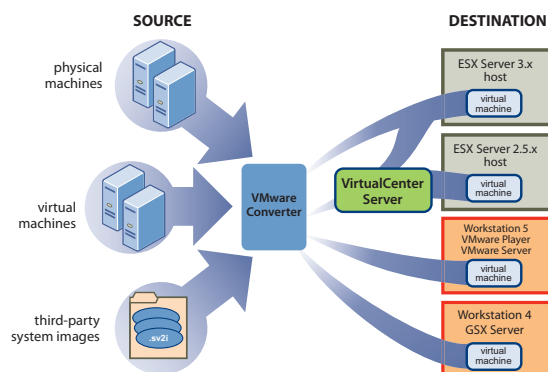 SOURCE
DESTINATION
physical
machines
virtual
machines
third-party
system images
.sv2i
VMware
Converter
VirtualCenter
Server
ESX Server 3.x
host
virtual
machine
ESX Server 2.5.x
host
virtual
machine
Workstation 5
VMware Player
VMware Server
virtual
machine
Workstation 4
GSX Server
virtual
machine